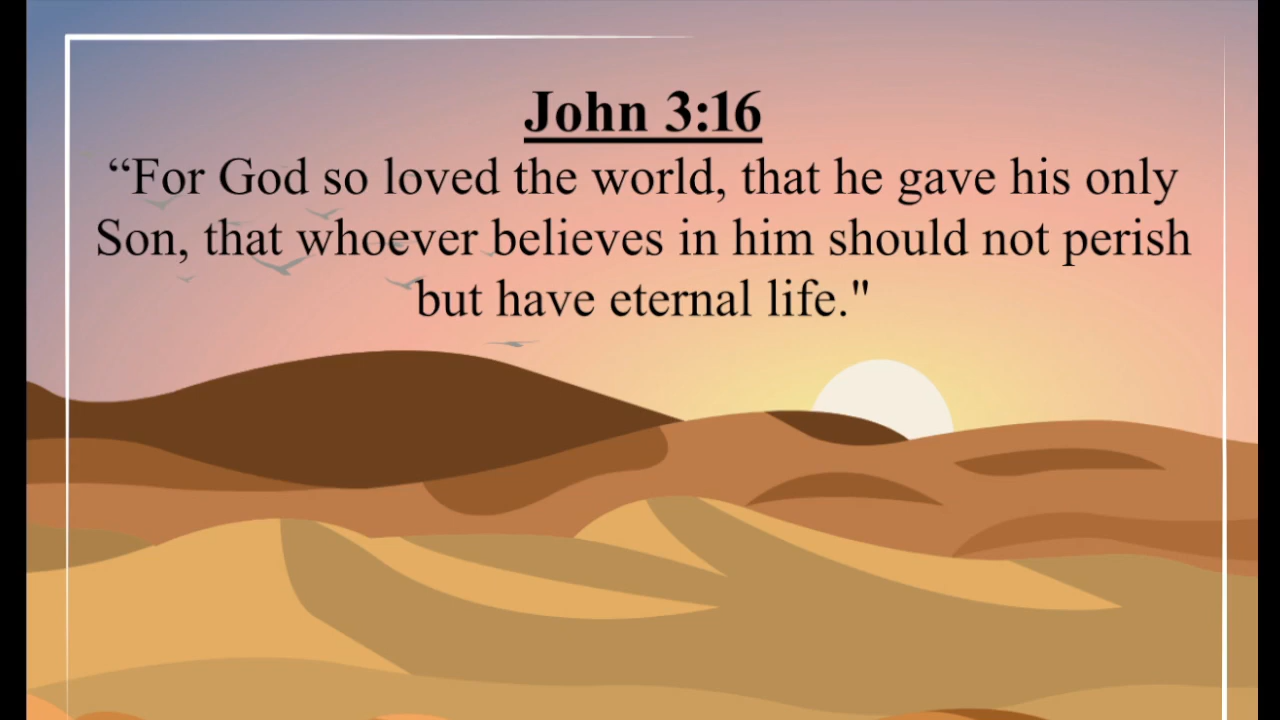 John 3:16
“For God so loved the world, that he gave his only
Son, that whoever believes in him should not perish
but have eternal life."